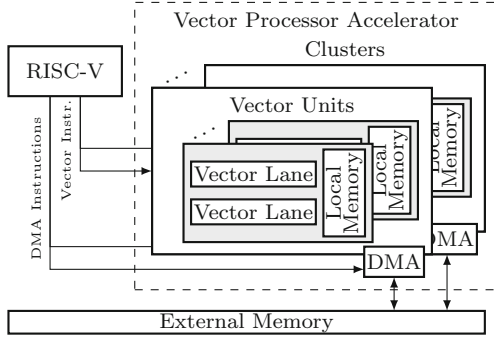 Vector Processor Accelerator
Clusters
RISC-V
Vector Units
DMA Instructions
Vector Instr.
Vector Lane
Vector Lane
Local
Memory
Local
Memory
Local
Memory
DMA
DMA
External Memory